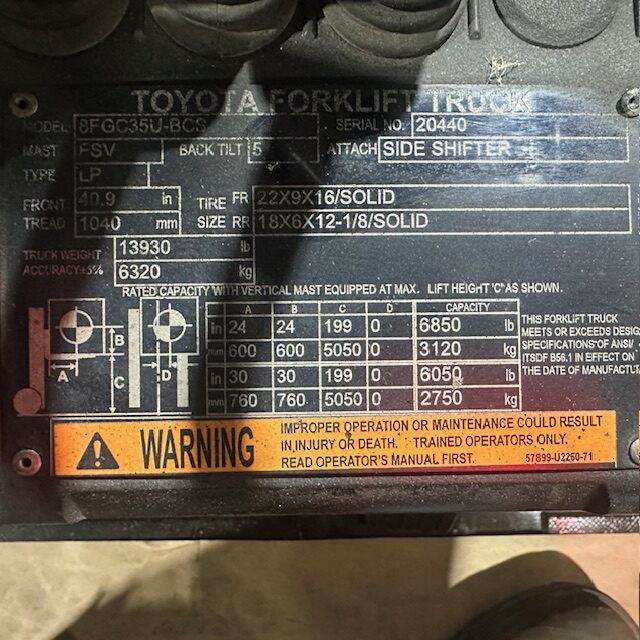 TOYOTA FORKLIFT TRUCK
MODEL 8FGC35U-BCS SERIAL NO. 20440
MAST FSV BACK TILT 5 ATTACH SIDE SHIFTER
TYPE LP
FRONT 40.9 in TIRE FR 22X9X16/SOLID
TREAD 1040 mm SIZE RR 18X6X12-1/8/SOLID
TRUCK WEIGHT 13930 lb
ACCURACY±5% 6320 kg
RATED CAPACITY WITH VERTICAL MAST EQUIPPED AT MAX. LIFT HEIGHT "C" AS SHOWN.
A B C D CAPACITY
in 24 24 199 0 6850 lb
mm 600 600 5050 0 3120 kg
in 30 30 199 0 6050 lb
mm 760 760 5050 0 2750 kg
A B C D
THIS FORKLIFT TRUCK
MEETS OR EXCEEDS DESIG
SPECIFICATIONS OF ANSI/
ITSDF B56.1 IN EFFECT ON
THE DATE OF MANUFACTU
WARNING
IMPROPER OPERATION OR MAINTENANCE COULD RESULT
IN INJURY OR DEATH. TRAINED OPERATORS ONLY.
READ OPERATOR'S MANUAL FIRST. 57899-U2260-71